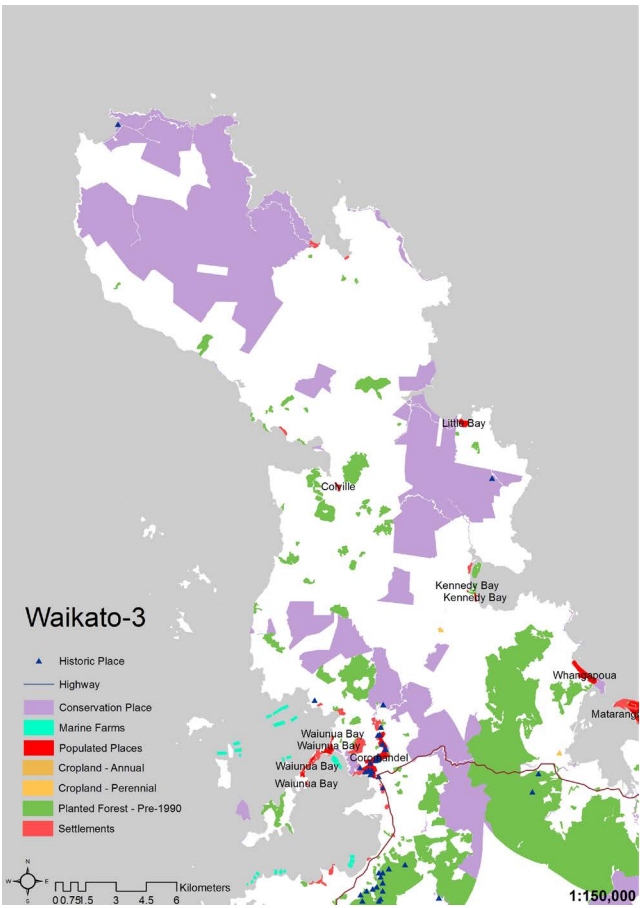 Little Bay
Colville
Kennedy Bay
Kennedy Bay
Waikato-3
Historic Place
Highway
Conservation Place
Marine Farms
Populated Places
Cropland - Annual
Cropland - Perennial
Planted Forest - Pre-1990
Settlements
Whangapoua
Matarang
Waiunua Bay
Waiunua Bay
Coromandel
Waiunua Bay
Waiunua Bay
N
W E
S
Kilometers
0 0.75 1.5 3 4.5 6
1:150,000